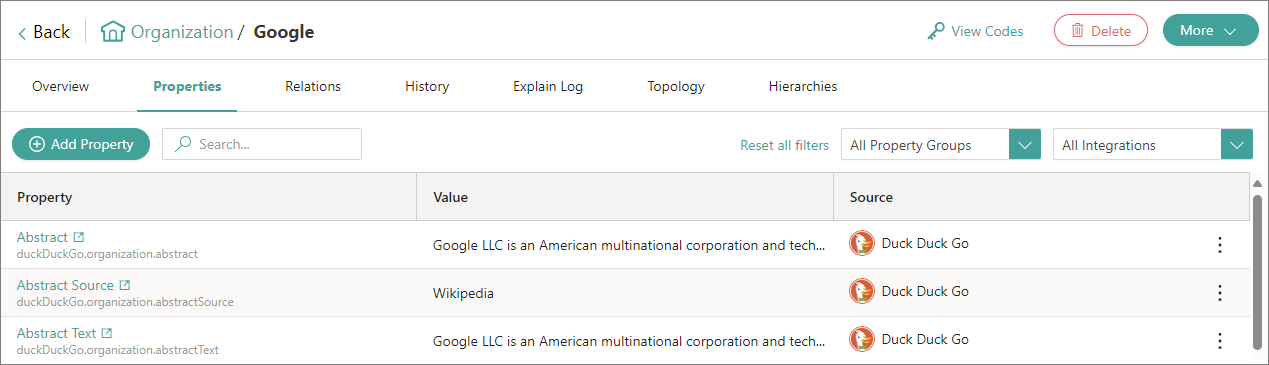 Back Organization / Google View Codes Delete More
Overview Properties Relations History Explain Log Topology Hierarchies
Add Property Search... Reset all filters All Property Groups All Integrations
Property Value Source
Abstract
duckDuckGo.organization.abstract
Google LLC is an American multinational corporation and tech... Duck Duck Go
Abstract Source
duckDuckGo.organization.abstractSource
Wikipedia Duck Duck Go
Abstract Text
duckDuckGo.organization.abstractText
Google LLC is an American multinational corporation and tech... Duck Duck Go